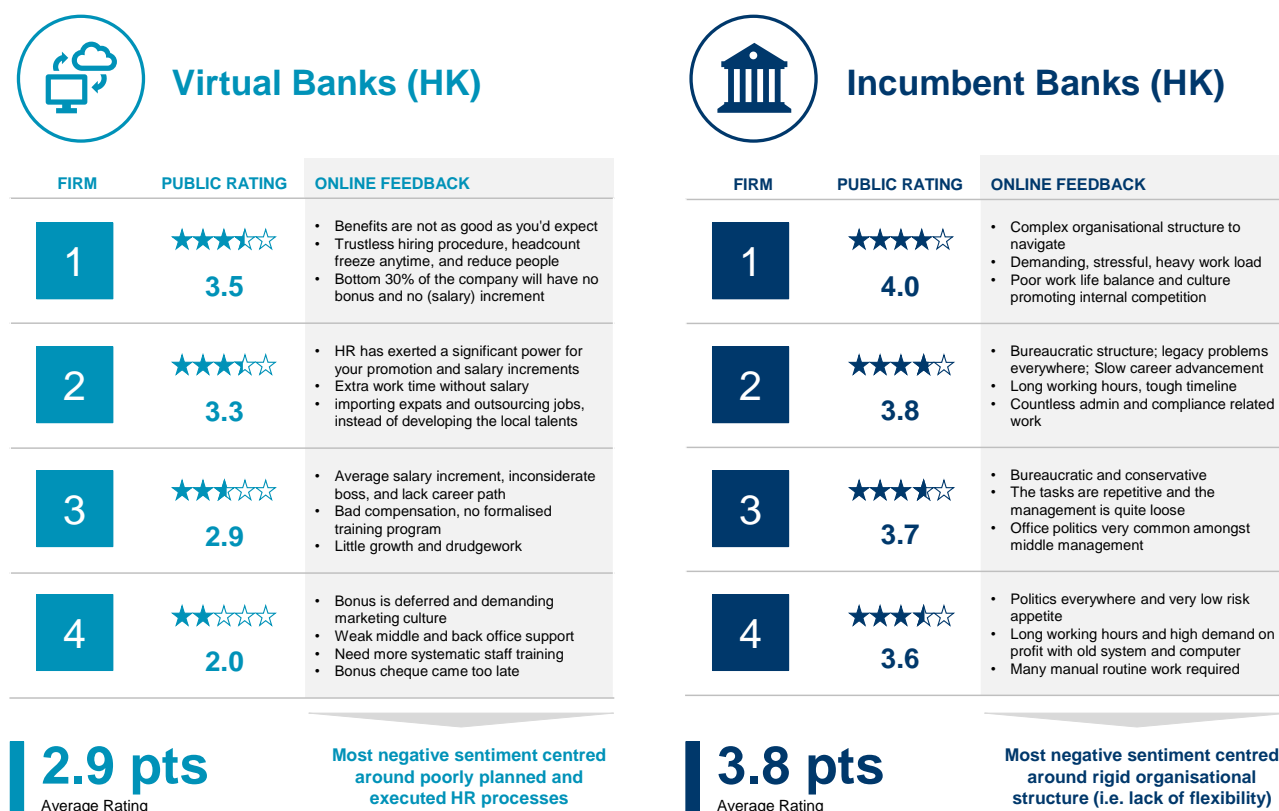 Virtual Banks (HK)
FIRM PUBLIC RATING ONLINE FEEDBACK
1
3.5
• Benefits are not as good as you'd expect
• Trustless hiring procedure, headcount
freeze anytime, and reduce people
• Bottom 30% of the company will have no
bonus and no (salary) increment
2
3.3
• HR has exerted a significant power for
your promotion and salary increments
• Extra work time without salary
• importing expats and outsourcing jobs,
instead of developing the local talents
3
2.9
• Average salary increment, inconsiderate
boss, and lack career path
• Bad compensation, no formalised
training program
• Little growth and drudgework
4
2.0
• Bonus is deferred and demanding
marketing culture
• Weak middle and back office support
• Need more systematic staff training
• Bonus cheque came too late
2.9 pts
Average Rating
Most negative sentiment centred
around poorly planned and
executed HR processes
Incumbent Banks (HK)
FIRM PUBLIC RATING ONLINE FEEDBACK
1
4.0
• Complex organisational structure to
navigate
• Demanding, stressful, heavy work load
• Poor work life balance and culture
promoting internal competition
2
3.8
• Bureaucratic structure; legacy problems
everywhere; Slow career advancement
• Long working hours, tough timeline
• Countless admin and compliance related
work
3
3.7
• Bureaucratic and conservative
• The tasks are repetitive and the
management is quite loose
• Office politics very common amongst
middle management
4
3.6
• Politics everywhere and very low risk
appetite
• Long working hours and high demand on
profit with old system and computer
• Many manual routine work required
3.8 pts
Average Rating
Most negative sentiment centred
around rigid organisational
structure (i.e. lack of flexibility)